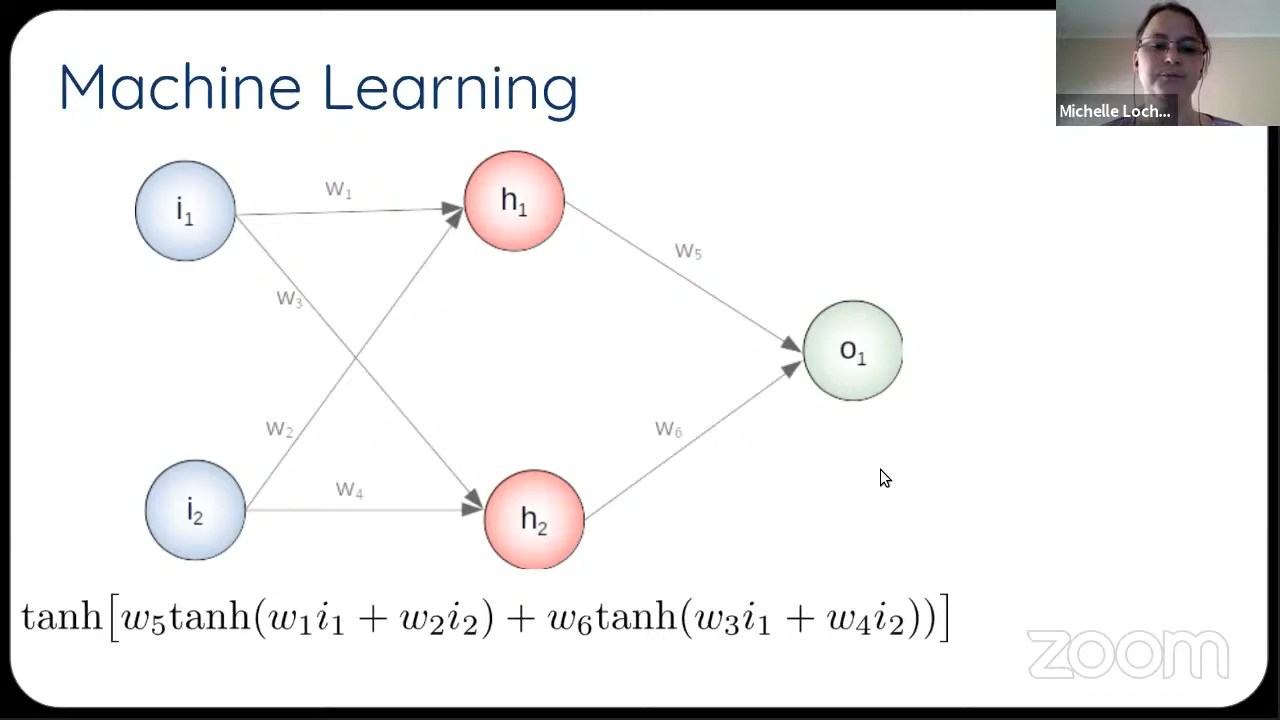 Machine Learning
Michelle Loch...
i₁
w₁
h₁
w₃
w₅
o₁
w₂
w₆
w₄
i₂
h₂
tanh[w₅tanh(w₁i₁ + w₂i₂) + w₆tanh(w₃i₁ + w₄i₂))]
zoom